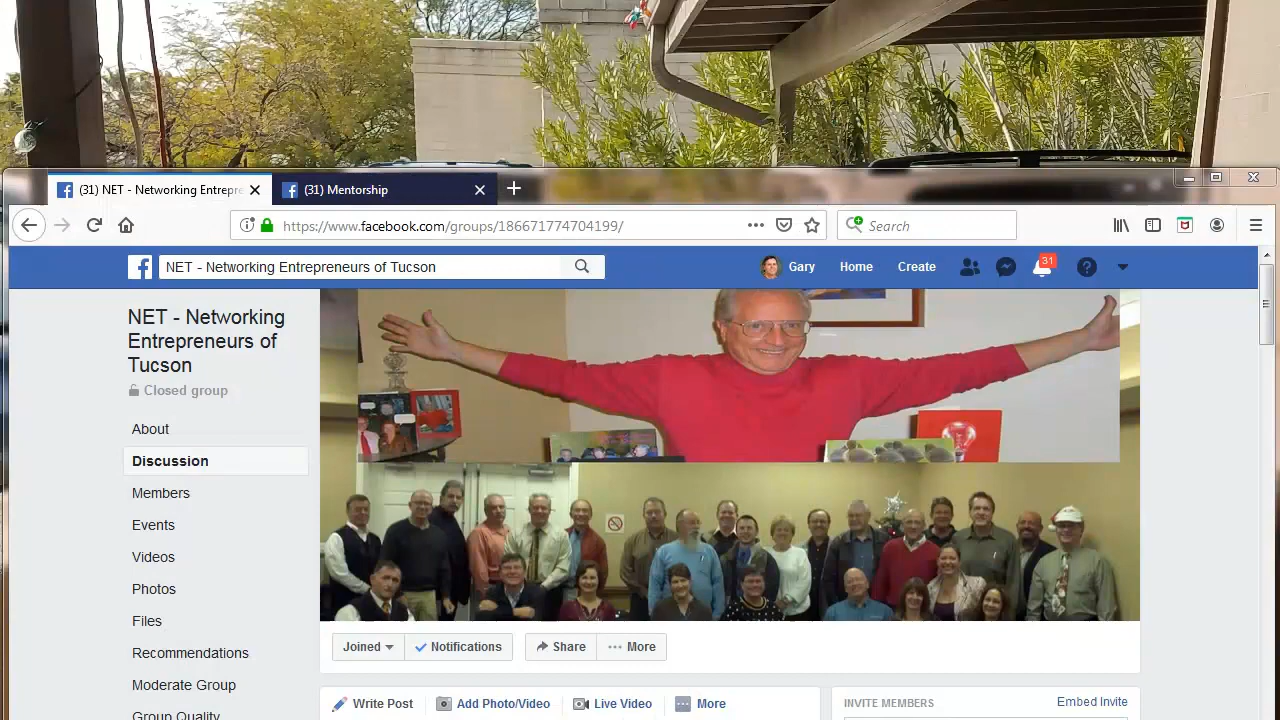 (31) NET - Networking Entrepre
(31) Mentorship
https://www.facebook.com/groups/186671774704199/
Search
NET - Networking Entrepreneurs of Tucson
Gary
Home
Create
31
NET - Networking
Entrepreneurs of
Tucson
Closed group
About
Discussion
Members
Events
Videos
Photos
Files
Recommendations
Moderate Group
Group Quality
Joined
Notifications
Share
More
Write Post
Add Photo/Video
Live Video
More
INVITE MEMBERS
Embed Invite